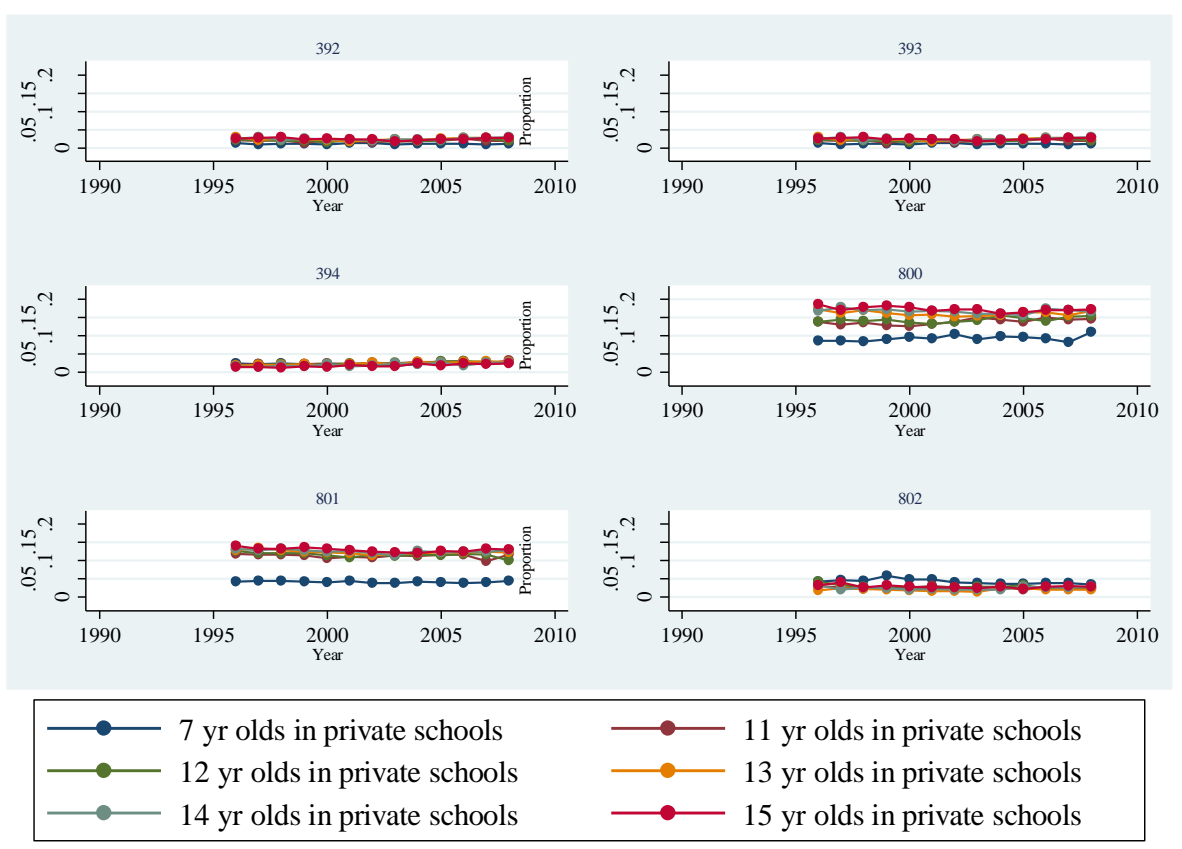 392
393
0 .05 .1 .15 .2
Proportion
0 .05 .1 .15 .2
1990 1995 2000 2005 2010
1990 1995 2000 2005 2010
Year
Year
394
800
0 .05 .1 .15 .2
Proportion
0 .05 .1 .15 .2
1990 1995 2000 2005 2010
1990 1995 2000 2005 2010
Year
Year
801
802
0 .05 .1 .15 .2
Proportion
0 .05 .1 .15 .2
1990 1995 2000 2005 2010
1990 1995 2000 2005 2010
Year
Year
7 yr olds in private schools
11 yr olds in private schools
12 yr olds in private schools
13 yr olds in private schools
14 yr olds in private schools
15 yr olds in private schools